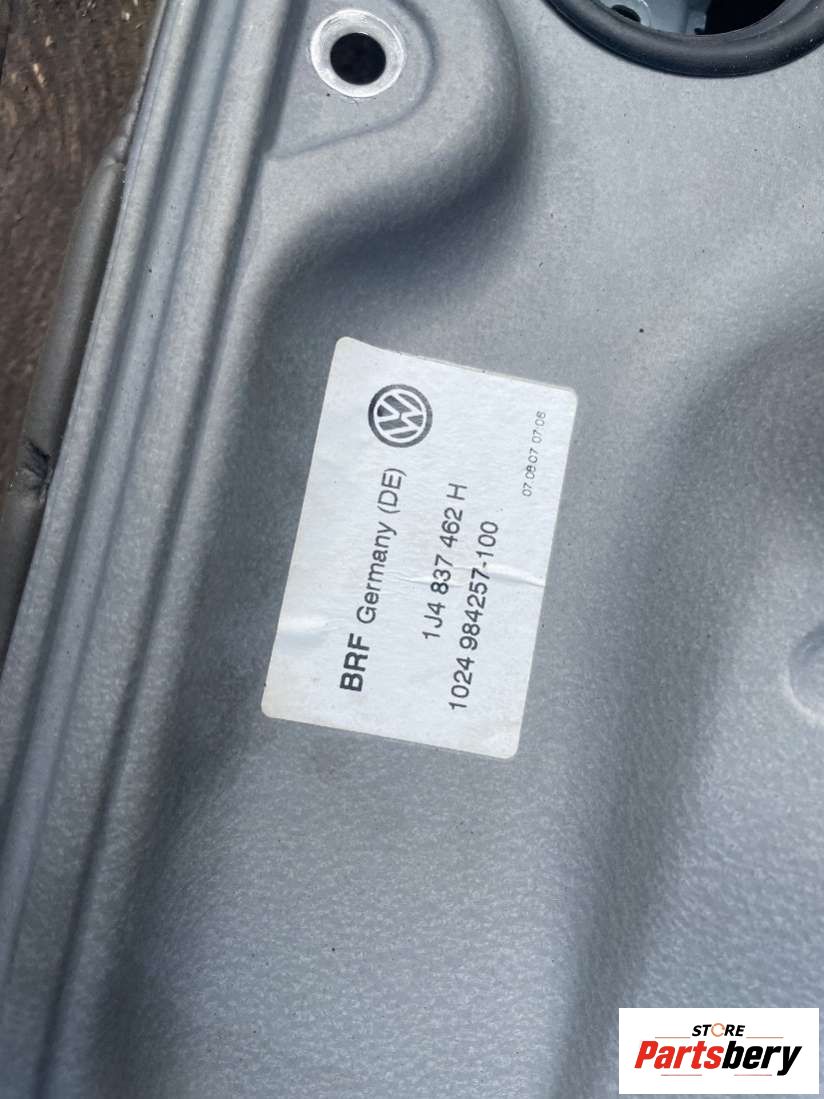 BRF Germany (DE)
1J4 837 462 H
1024 984257-100
07.08.07 07:06
STORE
Partsbery